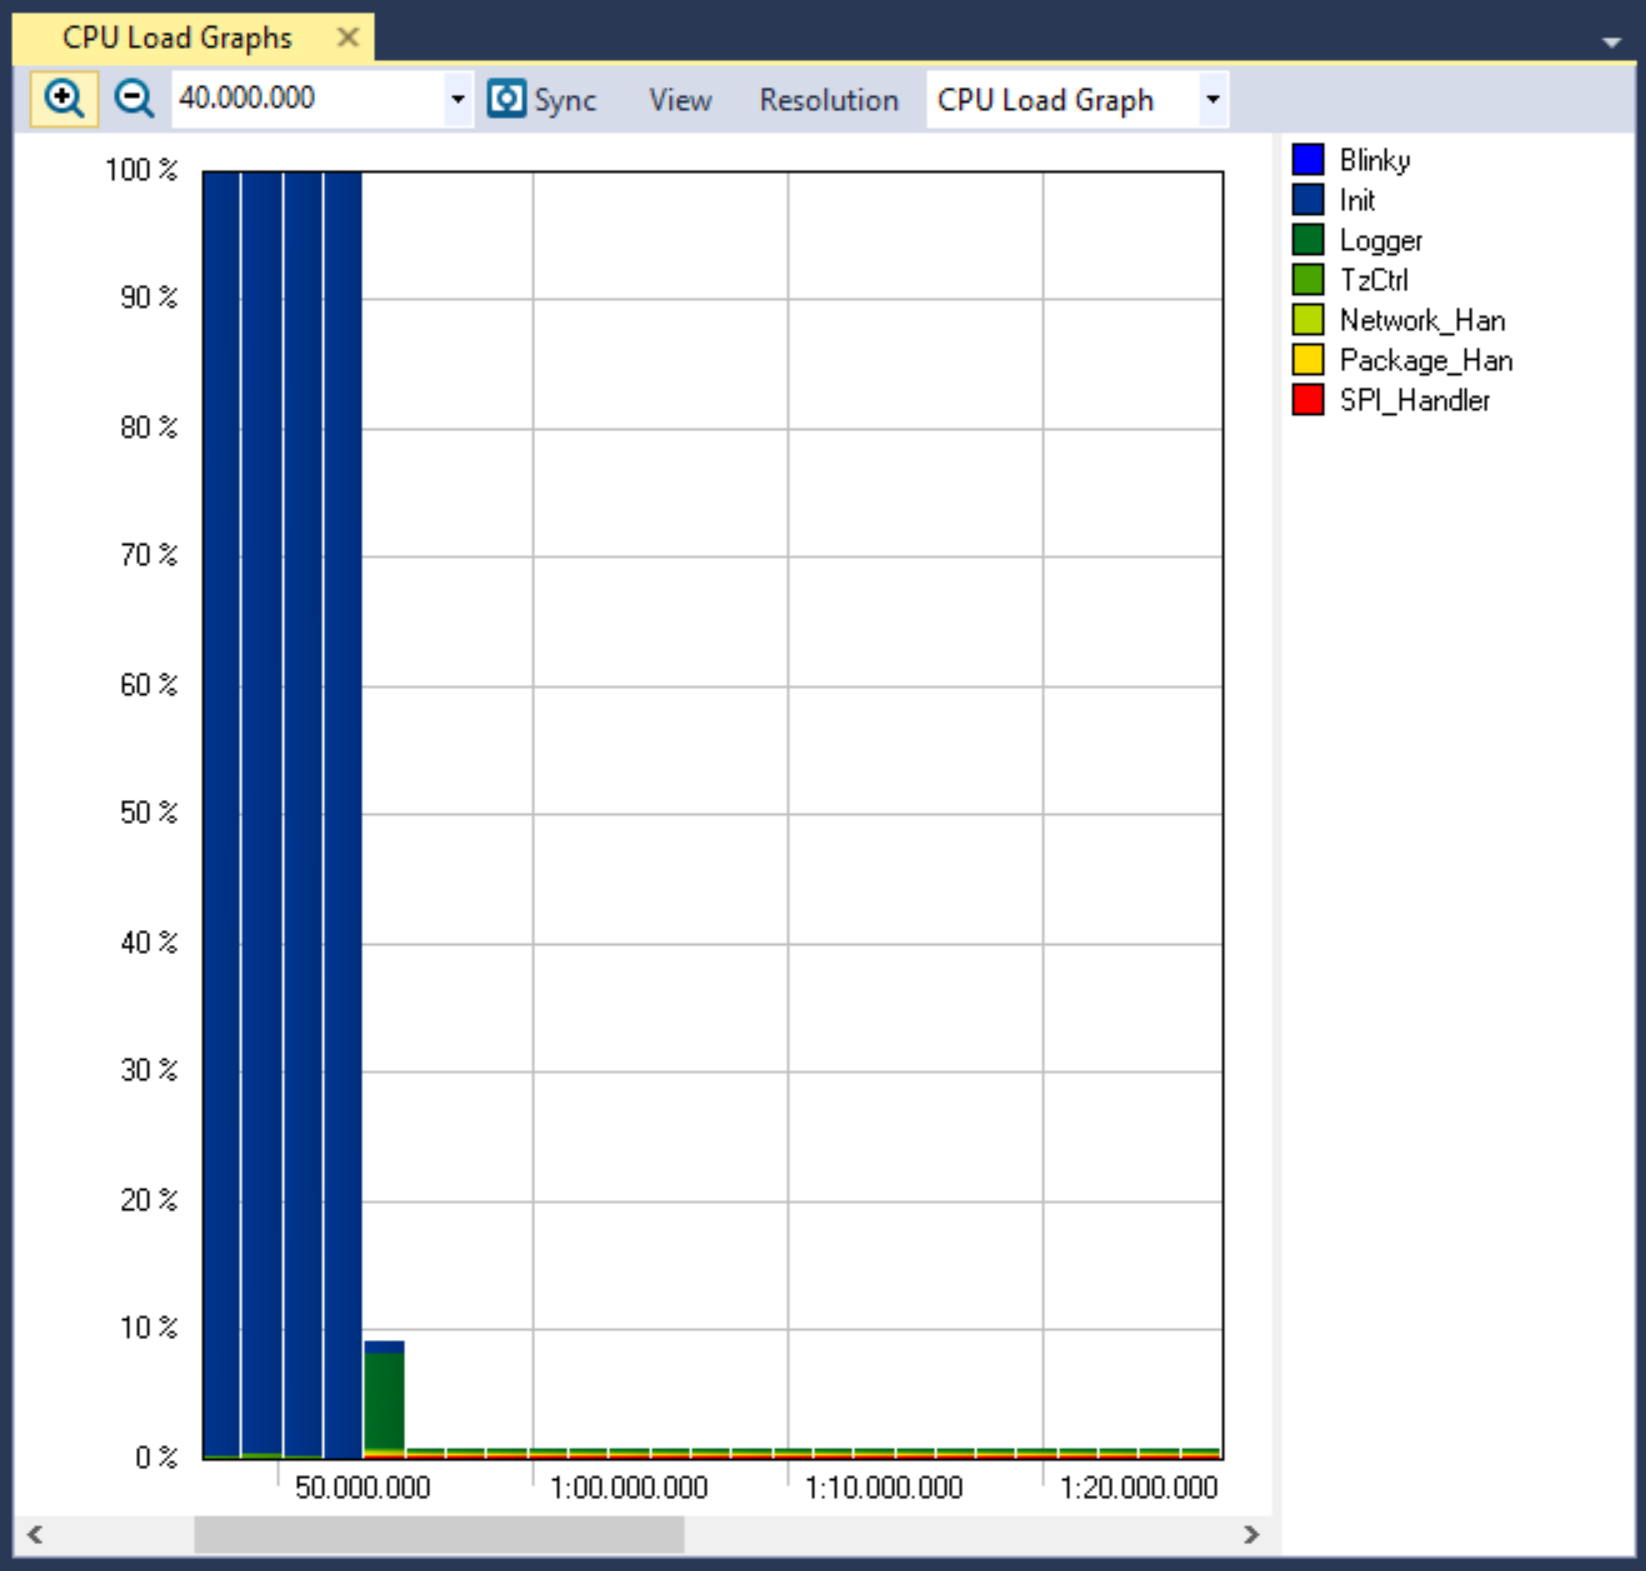 CPU Load Graphs
40.000.000 Sync View Resolution CPU Load Graph
100 %
90 %
80 %
70 %
60 %
50 %
40 %
30 %
20 %
10 %
0 %
50.000.000 1:00.000.000 1:10.000.000 1:20.000.000
Blinky
Init
Logger
TzCtrl
Network_Han
Package_Han
SPI_Handler